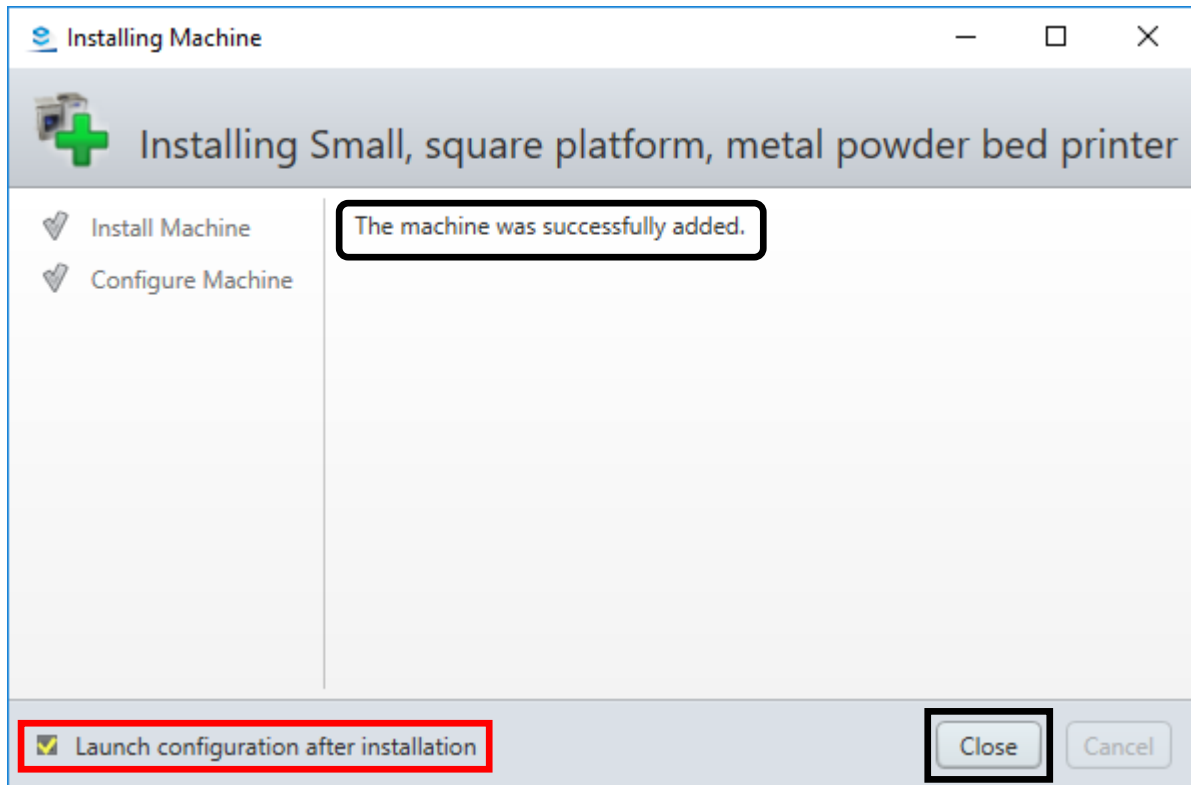 Installing Machine
Installing Small, square platform, metal powder bed printer
Install Machine
Configure Machine
The machine was successfully added.
Launch configuration after installation
Close
Cancel